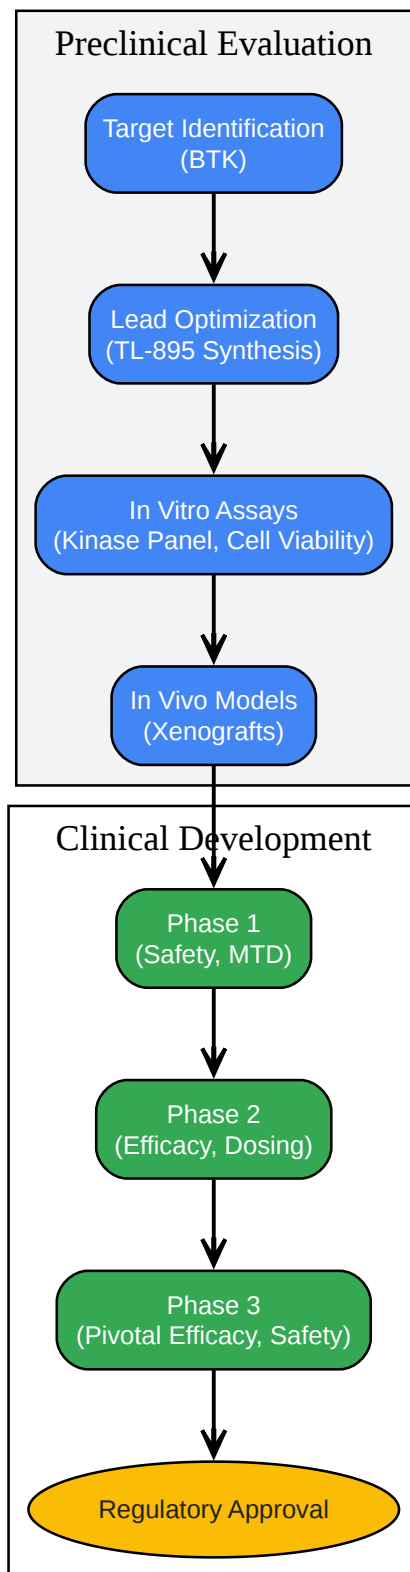 Preclinical Evaluation
Target Identification
(BTK)
Lead Optimization
(TL-895 Synthesis)
In Vitro Assays
(Kinase Panel, Cell Viability)
In Vivo Models
(Xenografts)
Clinical Development
Phase 1
(Safety, MTD)
Phase 2
(Efficacy, Dosing)
Phase 3
(Pivotal Efficacy, Safety)
Regulatory Approval